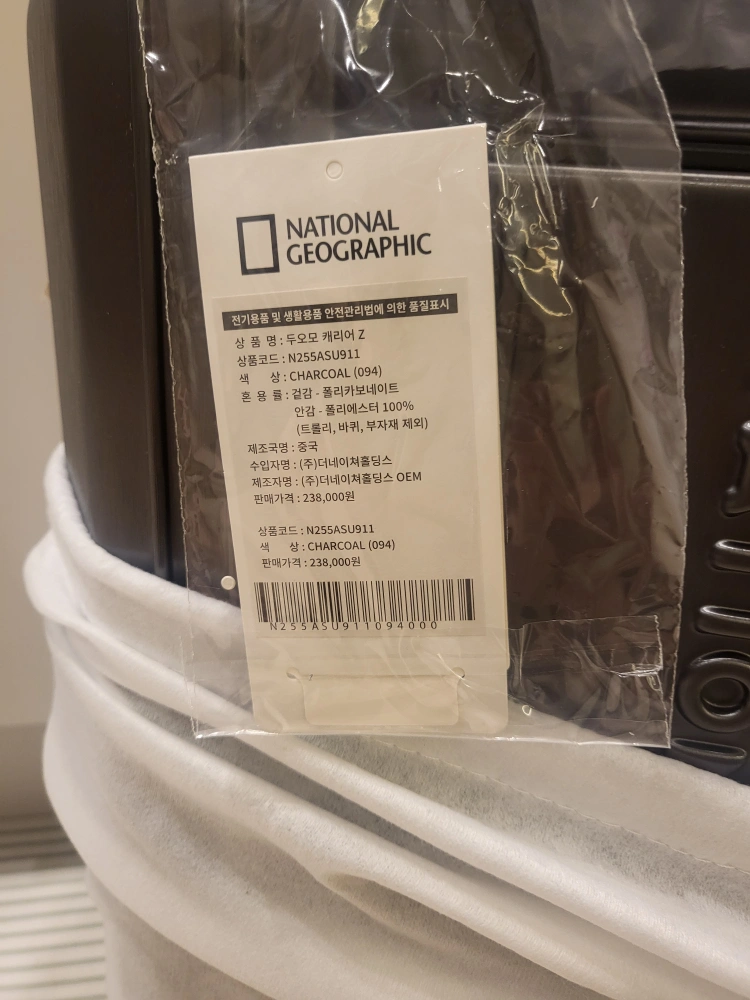 NATIONAL
GEOGRAPHIC
전기용품 및 생활용품 안전관리법에 의한 품질표시
상 품 명 : 두오모 캐리어 Z
상품코드 : N255ASU911
색 상 : CHARCOAL (094)
혼 용 률 : 겉감 - 폴리카보네이트
안감 - 폴리에스터 100%
(트롤리, 바퀴, 부자재 제외)
제조국명 : 중국
수입자명 : (주)더네이쳐홀딩스
제조자명 : (주)더네이쳐홀딩스 OEM
판매가격 : 238,000원
상품코드 : N255ASU911
색 상 : CHARCOAL (094)
판매가격 : 238,000원
N255ASU911094000